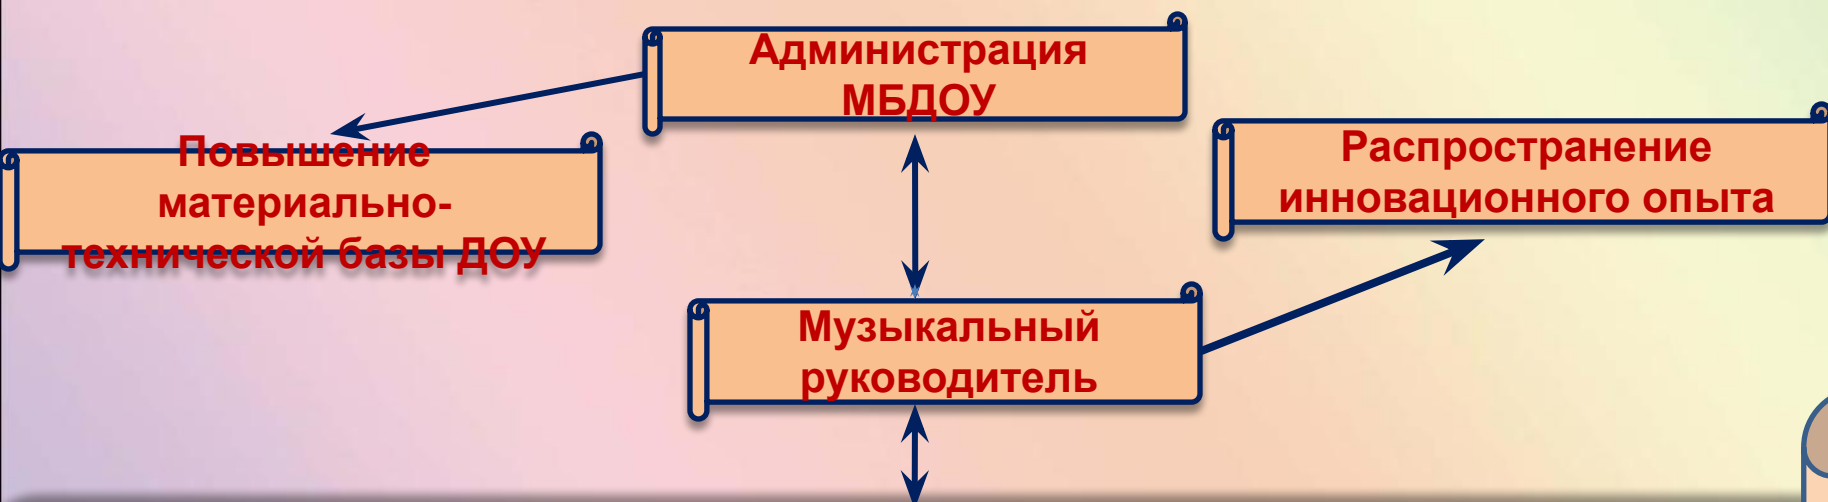 Администрация
МБДОУ
Повышение
материально-
технической базы ДОУ
Распространение
инновационного опыта
Музыкальный
руководитель